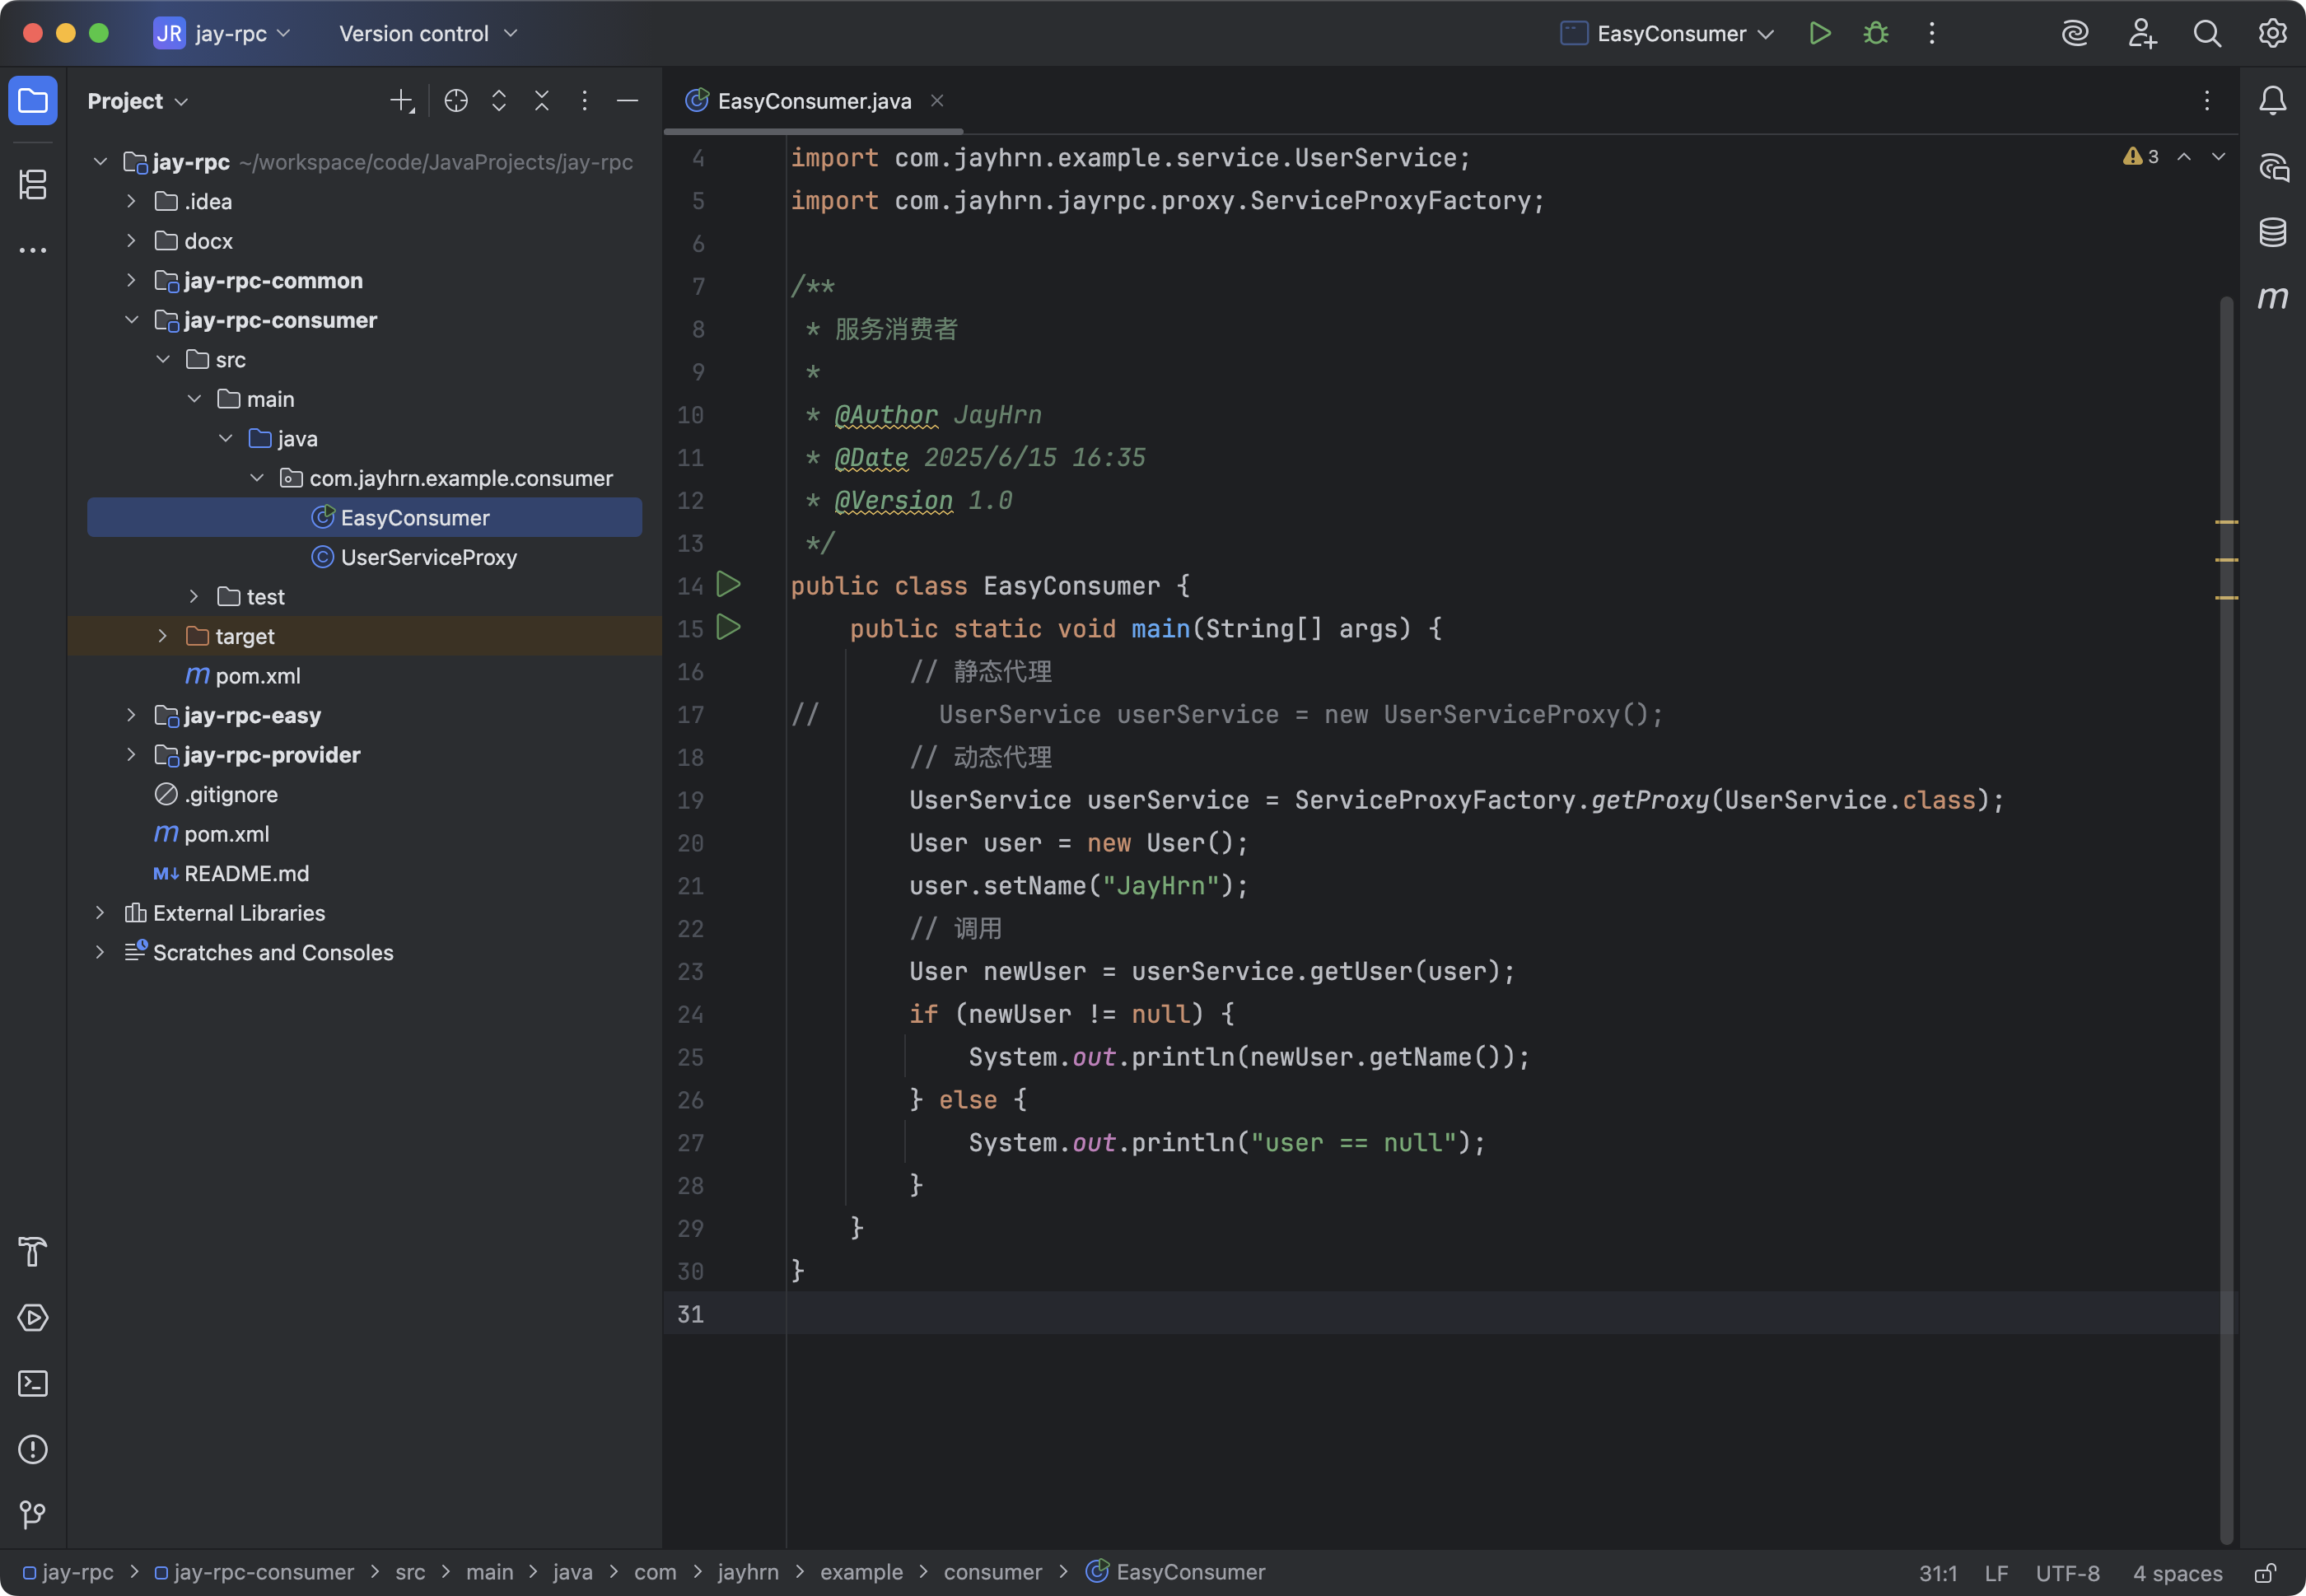 JR jay-rpc Version control EasyConsumer
Project
EasyConsumer.java
jay-rpc ~/workspace/code/JavaProjects/jay-rpc
.idea
docx
jay-rpc-common
jay-rpc-consumer
src
main
java
com.jayhrn.example.consumer
EasyConsumer
UserServiceProxy
test
target
m pom.xml
jay-rpc-easy
jay-rpc-provider
.gitignore
m pom.xml
M↓ README.md
External Libraries
Scratches and Consoles
3
4 import com.jayhrn.example.service.UserService;
5 import com.jayhrn.jayrpc.proxy.ServiceProxyFactory;
6
7 /**
8 * 服务消费者
9 *
10 * @Author JayHrn
11 * @Date 2025/6/15 16:35
12 * @Version 1.0
13 */
14 public class EasyConsumer {
15 public static void main(String[] args) {
16 // 静态代理
17 // UserService userService = new UserServiceProxy();
18 // 动态代理
19 UserService userService = ServiceProxyFactory.getProxy(UserService.class);
20 User user = new User();
21 user.setName("JayHrn");
22 // 调用
23 User newUser = userService.getUser(user);
24 if (newUser != null) {
25 System.out.println(newUser.getName());
26 } else {
27 System.out.println("user == null");
28 }
29 }
30 }
31
m
jay-rpc > jay-rpc-consumer > src > main > java > com > jayhrn > example > consumer > EasyConsumer 31:1 LF UTF-8 4 spaces